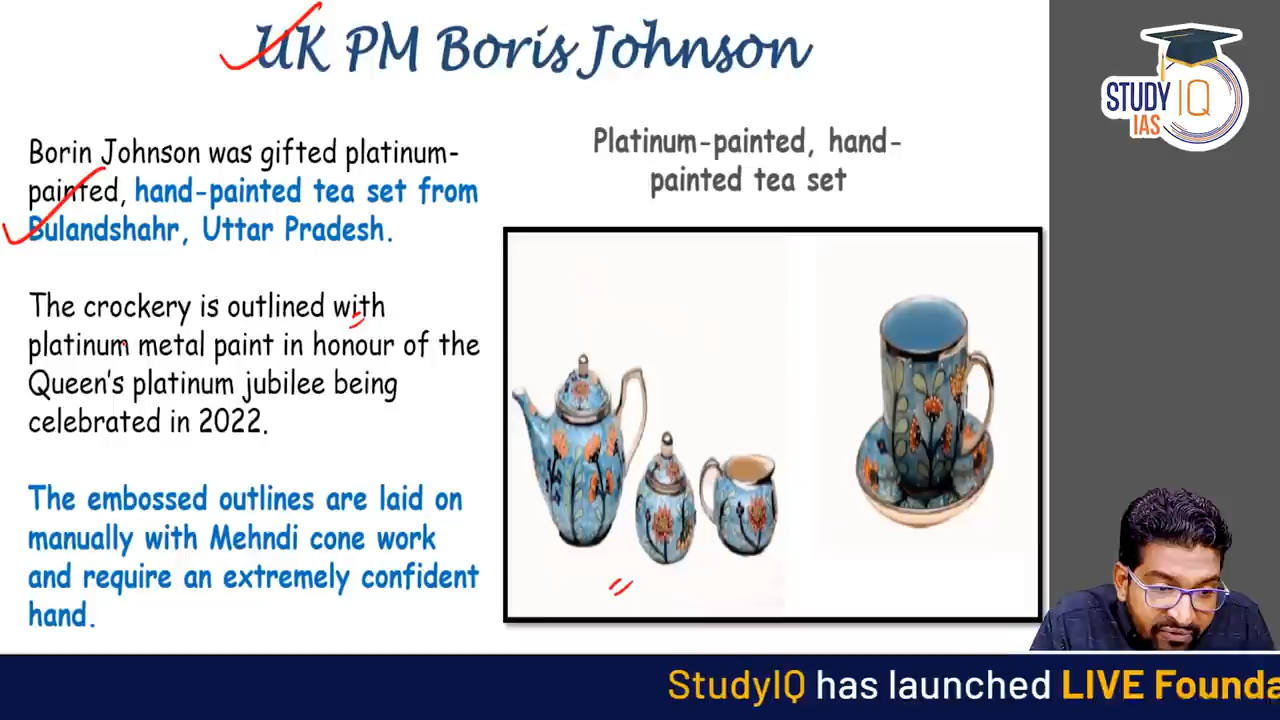 UK PM Boris Johnson
STUDY IQ
IAS
Borin Johnson was gifted platinum-
painted, hand-painted tea set from
Bulandshahr, Uttar Pradesh.
The crockery is outlined with
platinum metal paint in honour of the
Queen's platinum jubilee being
celebrated in 2022.
The embossed outlines are laid on
manually with Mehndi cone work
and require an extremely confident
hand.
Platinum-painted, hand-
painted tea set
StudyIQ has launched LIVE Founda